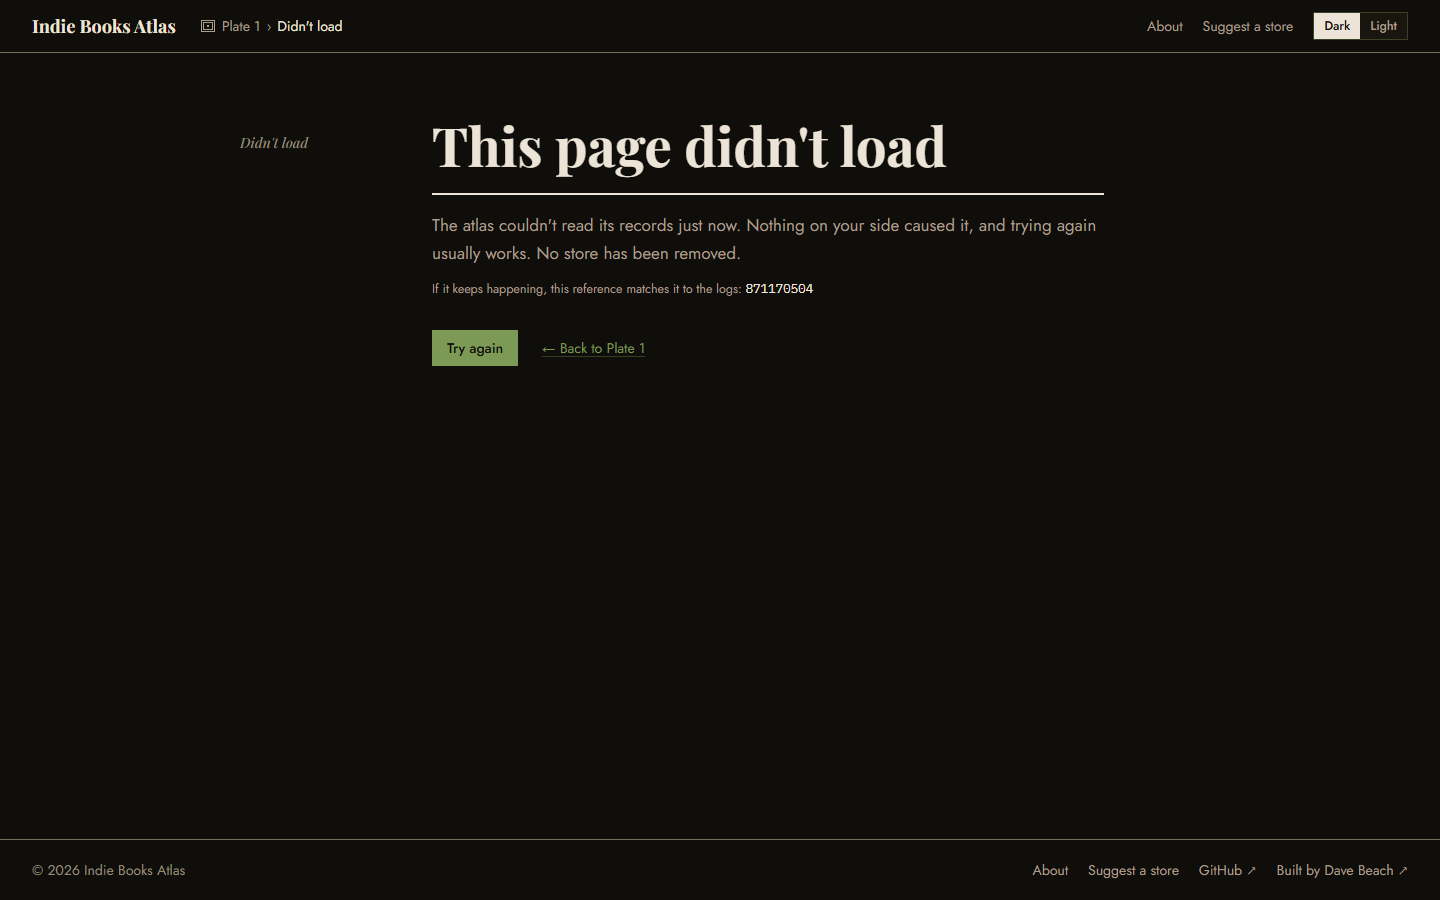 Indie Books Atlas
Plate 1 › Didn't load
About
Suggest a store
Dark
Light
Didn't load
This page didn't load
The atlas couldn't read its records just now. Nothing on your side caused it, and trying again
usually works. No store has been removed.
If it keeps happening, this reference matches it to the logs: 871170504
Try again
← Back to Plate 1
© 2026 Indie Books Atlas
About
Suggest a store
GitHub ↗
Built by Dave Beach ↗